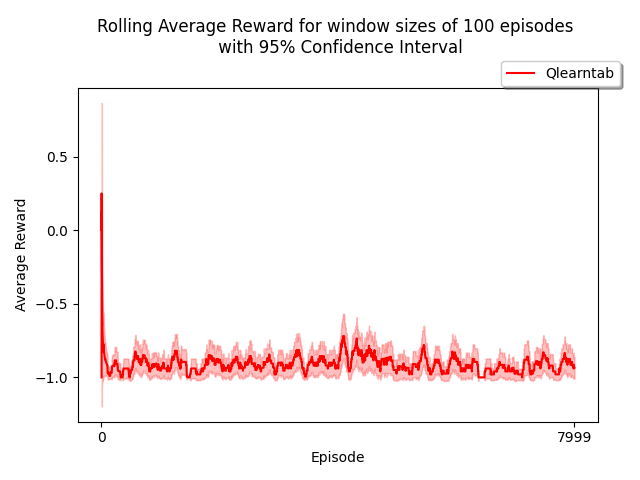 Rolling Average Reward for window sizes of 100 episodes
with 95% Confidence Interval
Qlearntab
Average Reward
0.5
0.0
−0.5
−1.0
0
7999
Episode